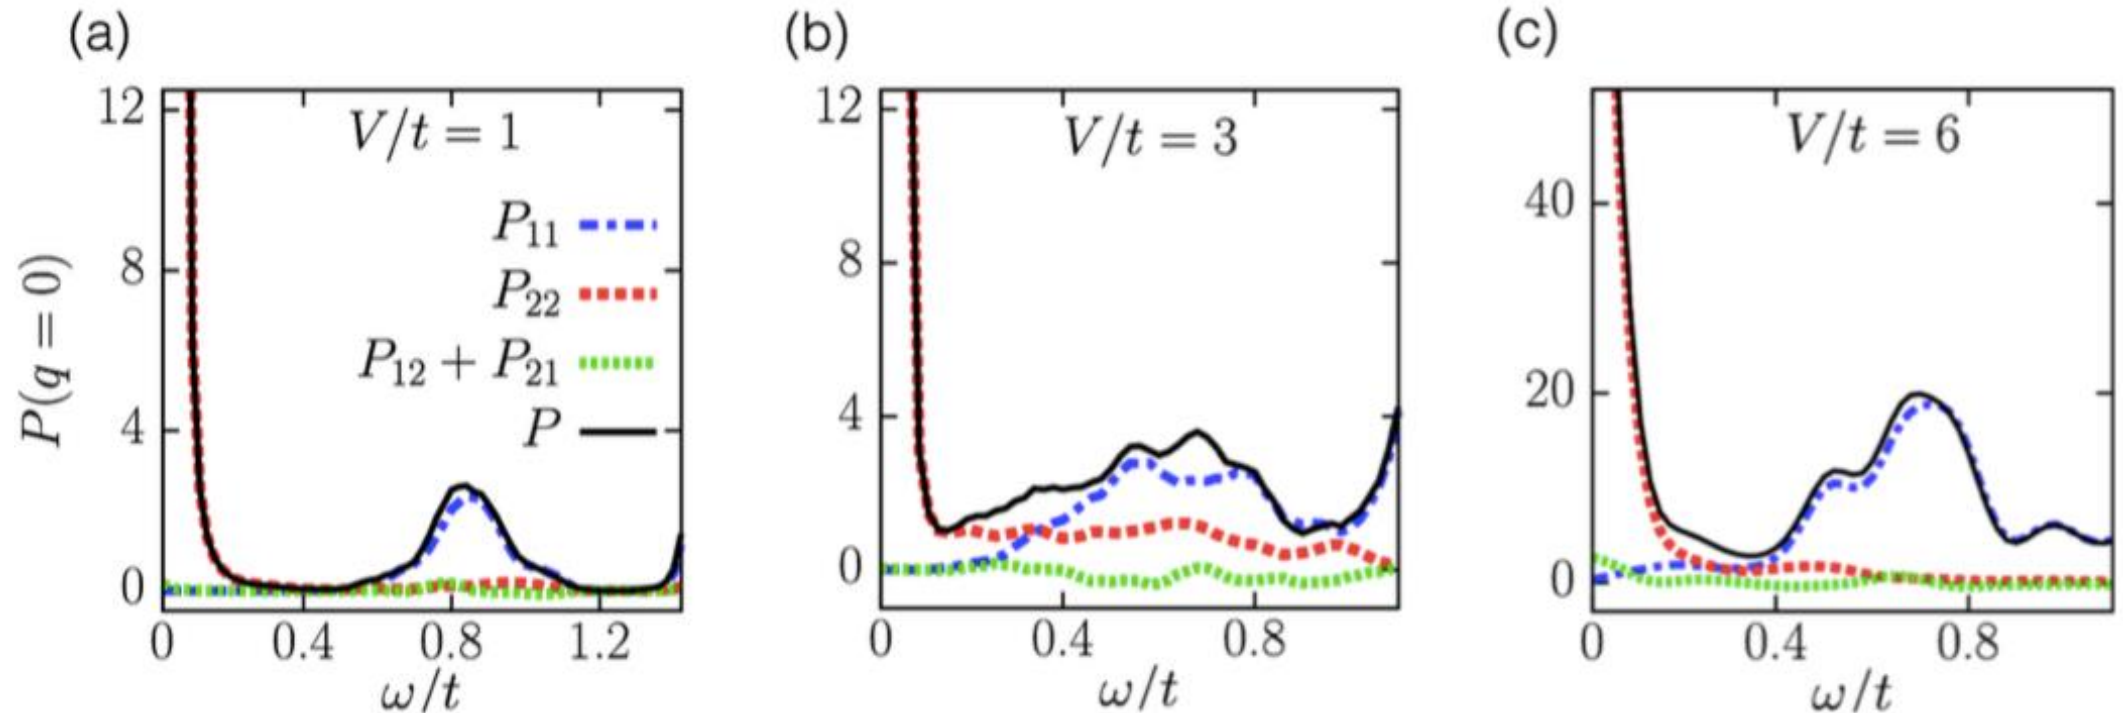 (a)
(b)
(c)
P(q = 0)
12
8
4
0
V/t = 1
P₁₁
P₂₂
P₁₂ + P₂₁
P
0 0.4 0.8 1.2
ω/t
12
8
4
0
V/t = 3
0 0.4 0.8
ω/t
40
20
0
V/t = 6
0 0.4 0.8
ω/t